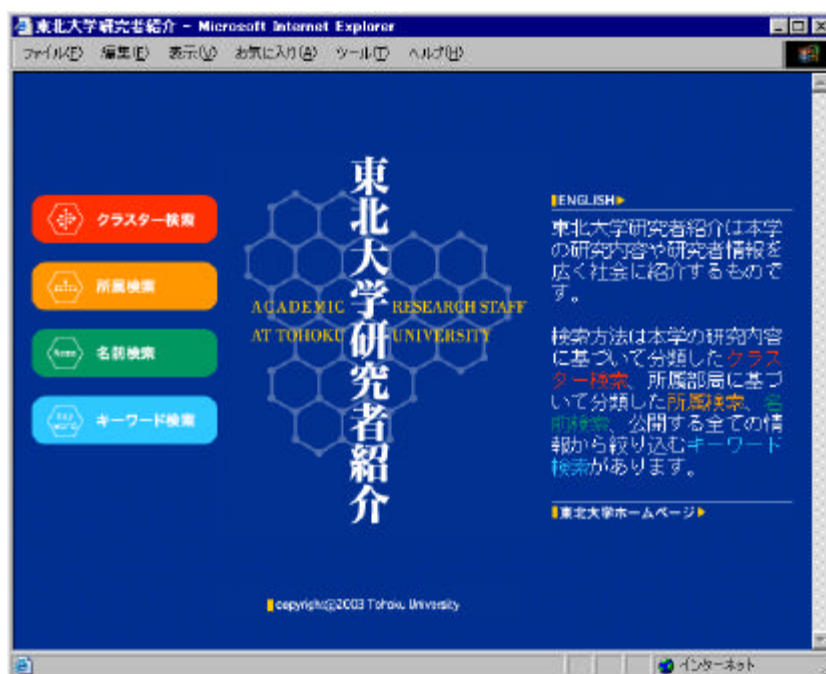 東北大学研究者紹介 - Microsoft Internet Explorer
ファイル(F) 編集(E) 表示(V) お気に入り(A) ツール(T) ヘルプ(H)
クラスター検索
所属検索
Name 名前検索
Key word キーワード検索
東北大学研究者紹介
ACADEMIC RESEARCH STAFF
AT TOHOKU UNIVERSITY
ENGLISH
東北大学研究者紹介は本学
の研究内容や研究者情報を
広く社会に紹介するもので
す。
検索方法は本学の研究内容
に基づいて分類したクラス
ター検索、所属部局に基づ
いて分類した所属検索、名
前検索、公開する全ての情
報から絞り込むキーワード
検索があります。
東北大学ホームページ
copyright©2003 Tohoku University
インターネット